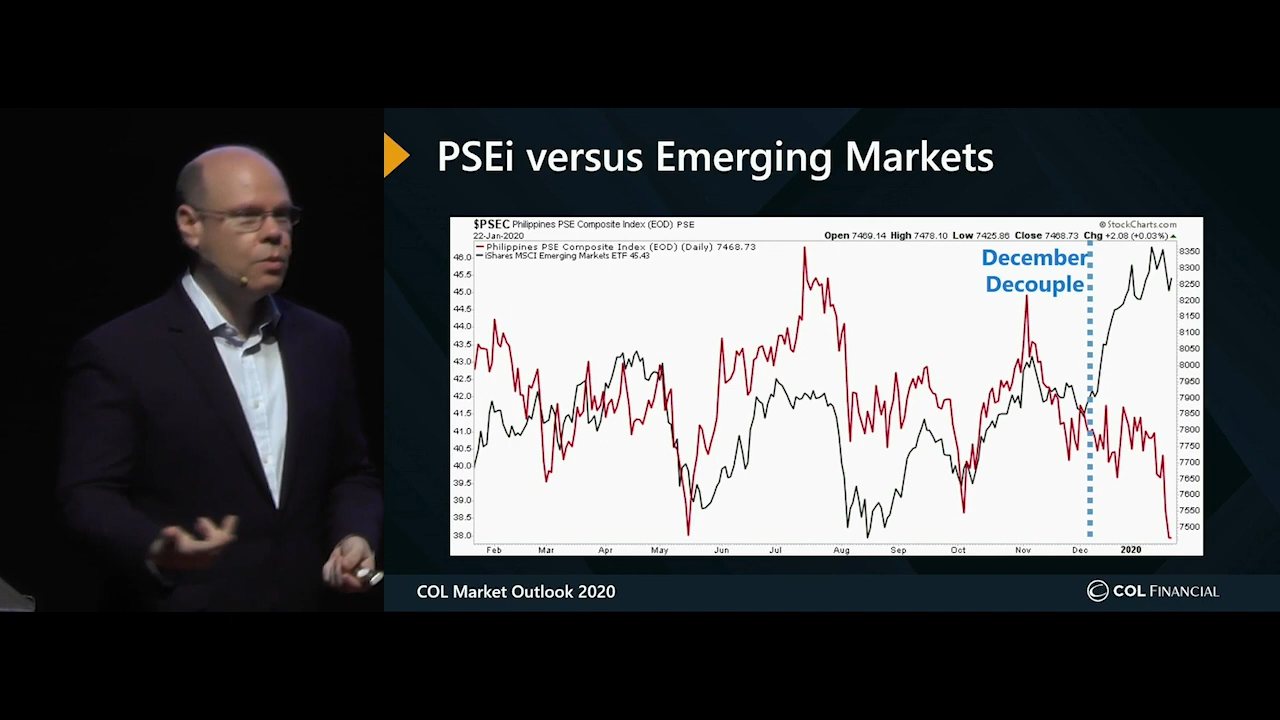 PSEi versus Emerging Markets
$PSEC Philippines PSE Composite Index (EOD) PSE
© StockCharts.com
22-Jan-2020
Open 7469.14 High 7478.10 Low 7425.86 Close 7468.73 Chg +2.08 (+0.03%)
Philippines PSE Composite Index (EOD) (Daily) 7468.73
iShares MSCI Emerging Markets ETF 45.43
December
Decouple
46.0
45.5
45.0
44.5
44.0
43.5
43.0
42.5
42.0
41.5
41.0
40.5
40.0
39.5
39.0
38.5
38.0
8350
8300
8250
8200
8150
8100
8050
8000
7950
7900
7850
7800
7750
7700
7650
7600
7550
7500
Feb Mar Apr May Jun Jul Aug Sep Oct Nov Dec 2020
COL Market Outlook 2020
COL FINANCIAL